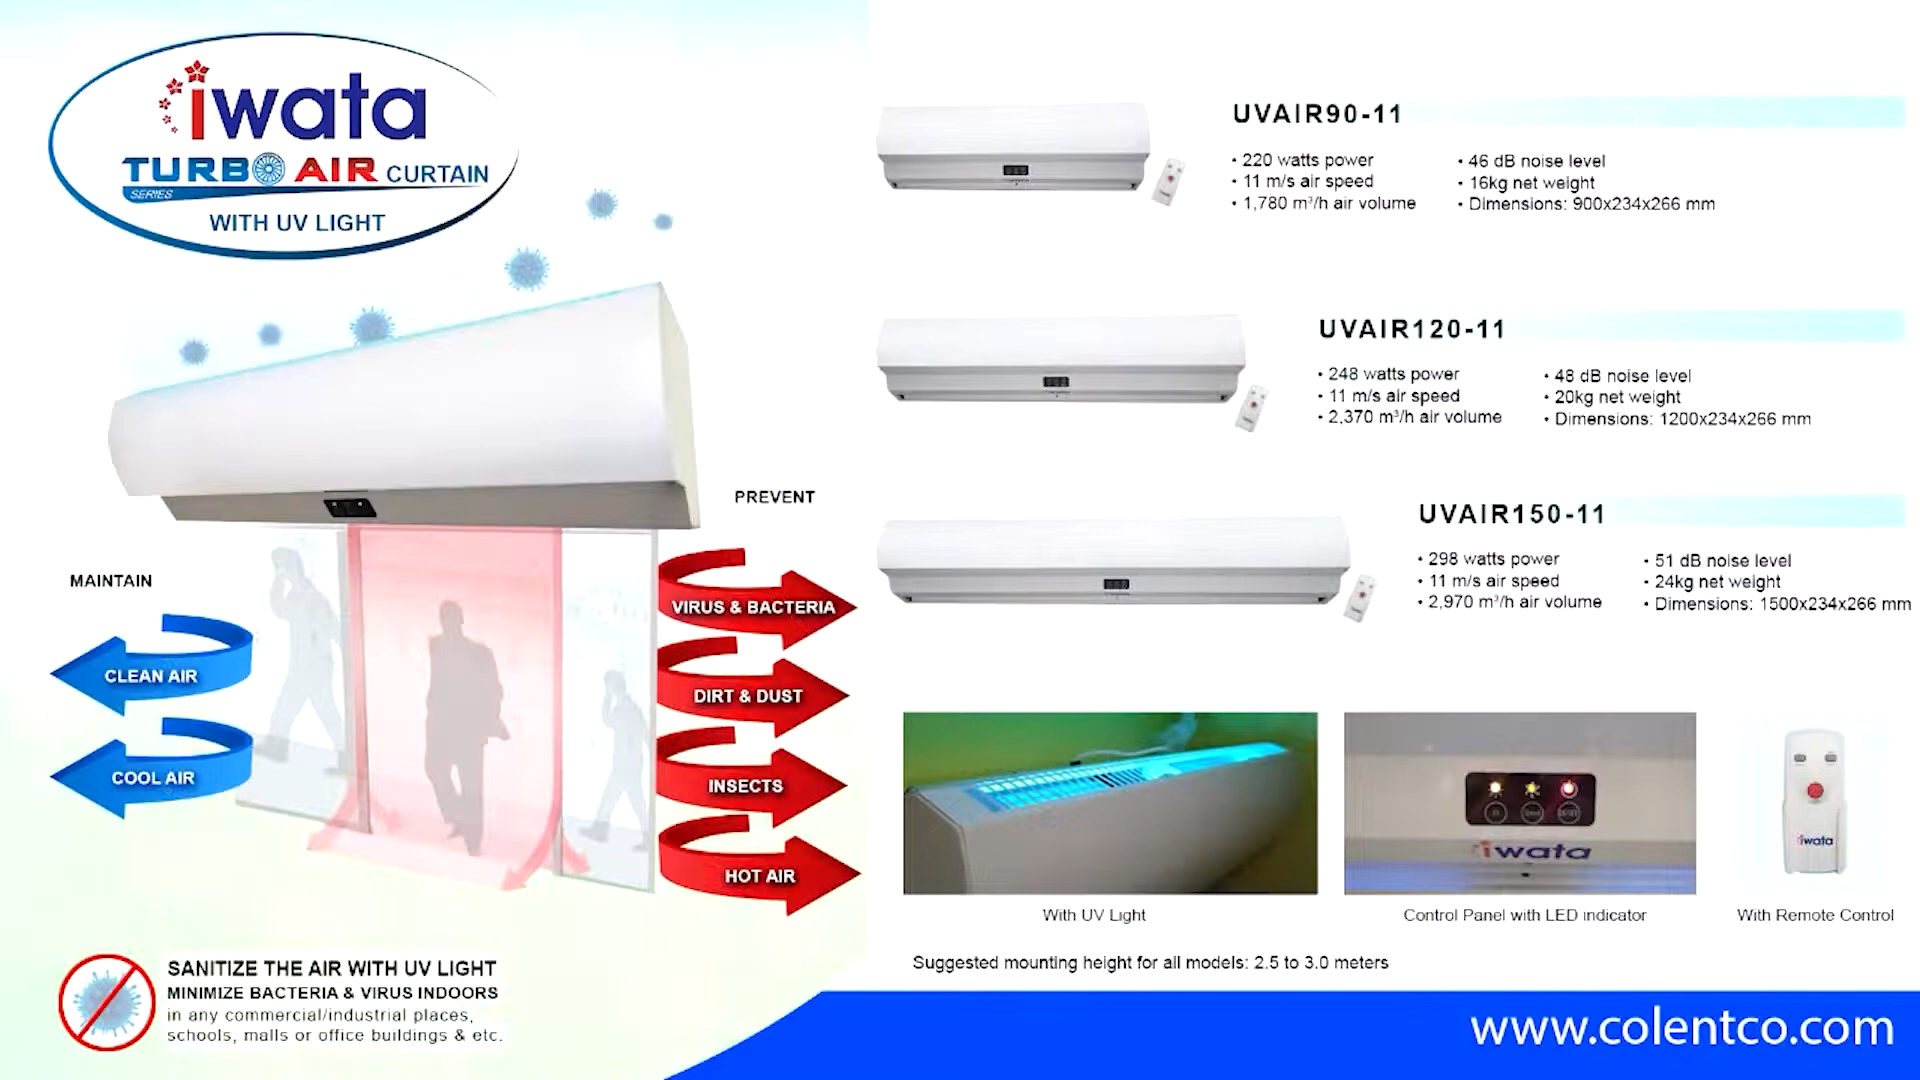 iwata
TURBO AIR CURTAIN
SERIES
WITH UV LIGHT
MAINTAIN
CLEAN AIR
COOL AIR
PREVENT
VIRUS & BACTERIA
DIRT & DUST
INSECTS
HOT AIR
SANITIZE THE AIR WITH UV LIGHT
MINIMIZE BACTERIA & VIRUS INDOORS
in any commercial/industrial places,
schools, malls or office buildings & etc.
UVAIR90-11
• 220 watts power
• 11 m/s air speed
• 1,780 m³/h air volume
• 46 dB noise level
• 16kg net weight
• Dimensions: 900x234x266 mm
UVAIR120-11
• 248 watts power
• 11 m/s air speed
• 2,370 m³/h air volume
• 48 dB noise level
• 20kg net weight
• Dimensions: 1200x234x266 mm
UVAIR150-11
• 298 watts power
• 11 m/s air speed
• 2,970 m³/h air volume
• 51 dB noise level
• 24kg net weight
• Dimensions: 1500x234x266 mm
iwata
iwata
With UV Light
Control Panel with LED indicator
With Remote Control
Suggested mounting height for all models: 2.5 to 3.0 meters
www.colentco.com